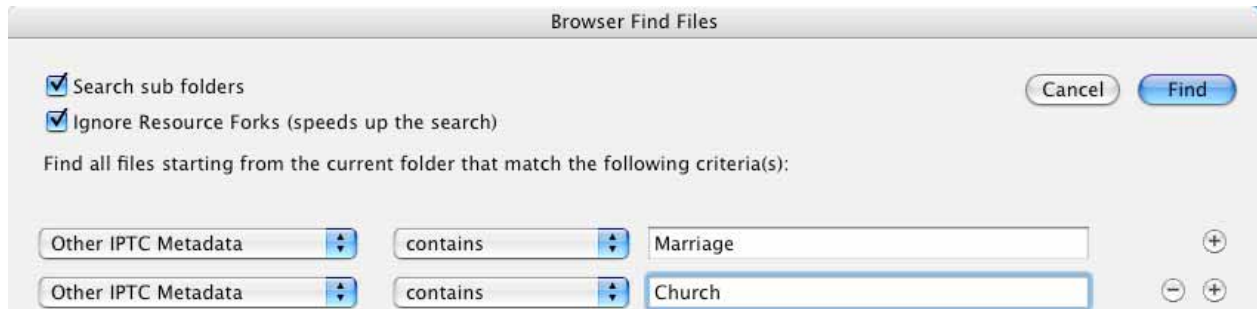 Browser Find Files
Search sub folders
Cancel
Find
Ignore Resource Forks (speeds up the search)
Find all files starting from the current folder that match the following criteria(s):
Other IPTC Metadata contains Marriage
Other IPTC Metadata contains Church